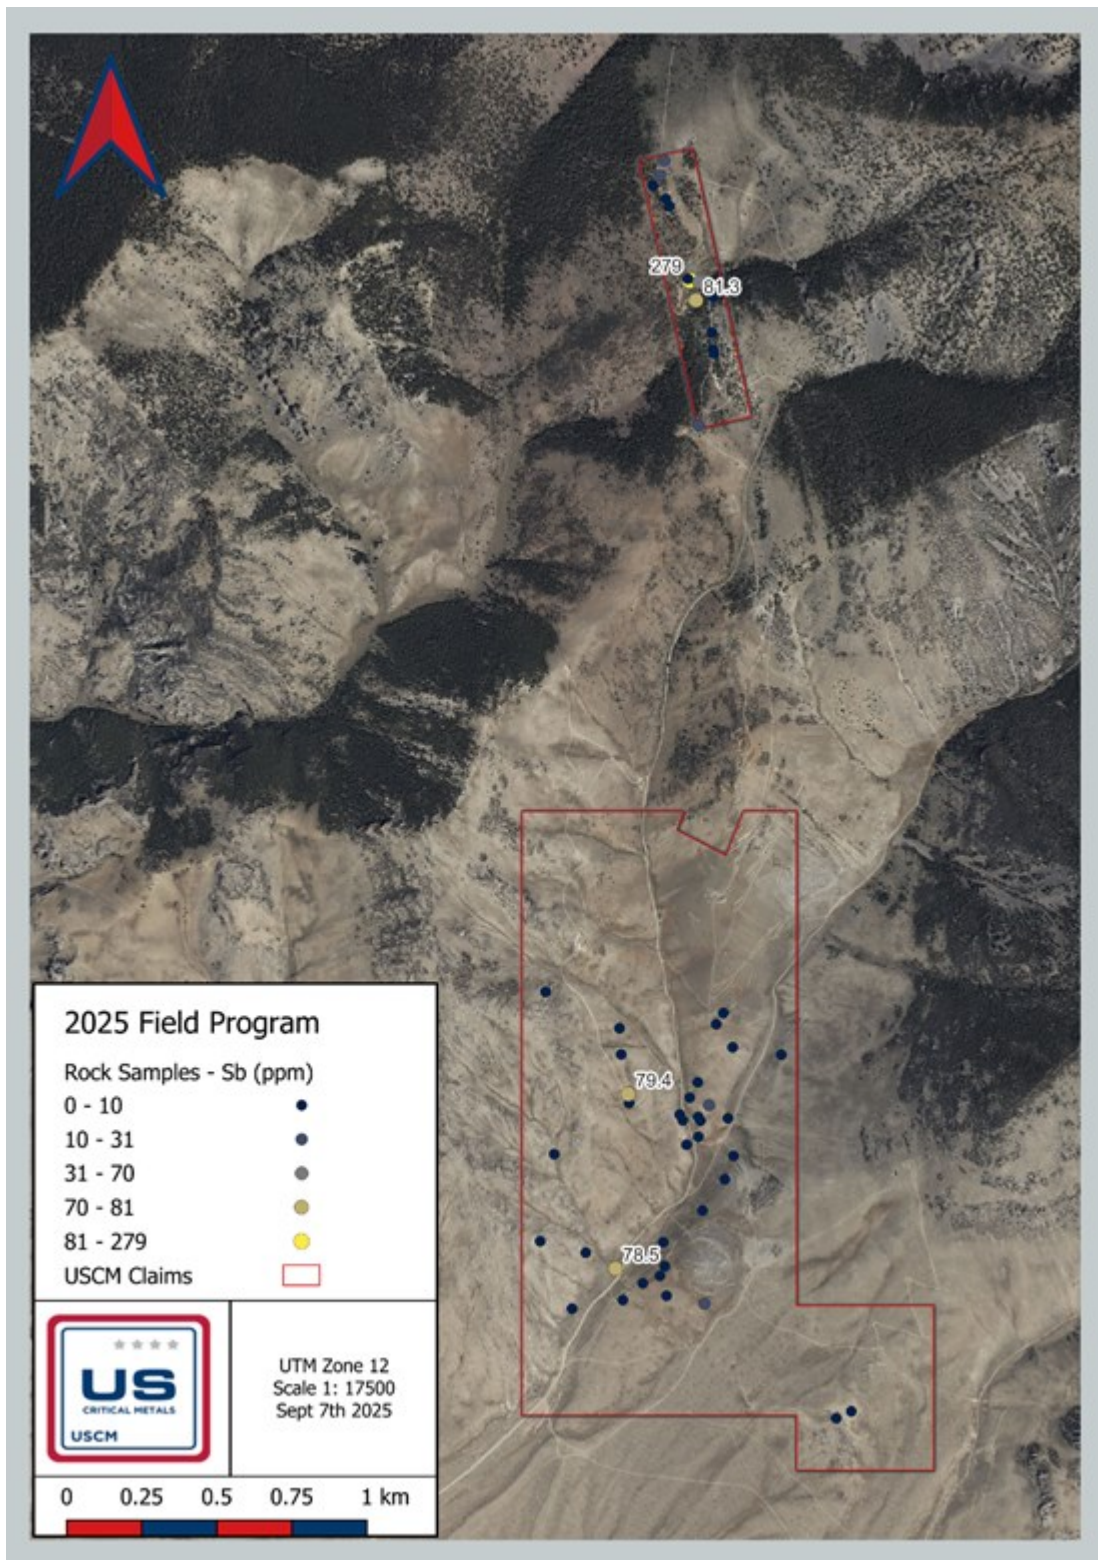 279
81.3
79.4
78.5
2025 Field Program
Rock Samples - Sb (ppm)
0 - 10
10 - 31
31 - 70
70 - 81
81 - 279
USCM Claims
US
CRITICAL METALS
USCM
UTM Zone 12
Scale 1: 17500
Sept 7th 2025
0 0.25 0.5 0.75 1 km